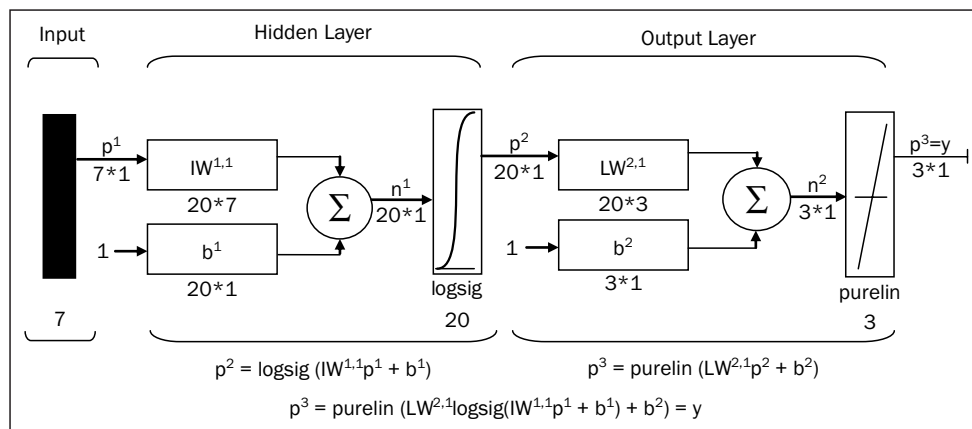 Input
Hidden Layer
Output Layer
p¹
7*1
IW¹,¹
20*7
1
b¹
20*1
Σ
n¹
20*1
logsig
p²
20*1
LW²,¹
20*3
1
b²
3*1
Σ
n²
3*1
purelin
p³=y
3*1
7
20
3
p² = logsig (IW¹,¹p¹ + b¹)
p³ = purelin (LW²,¹p² + b²)
p³ = purelin (LW²,¹logsig(IW¹,¹p¹ + b¹) + b²) = y